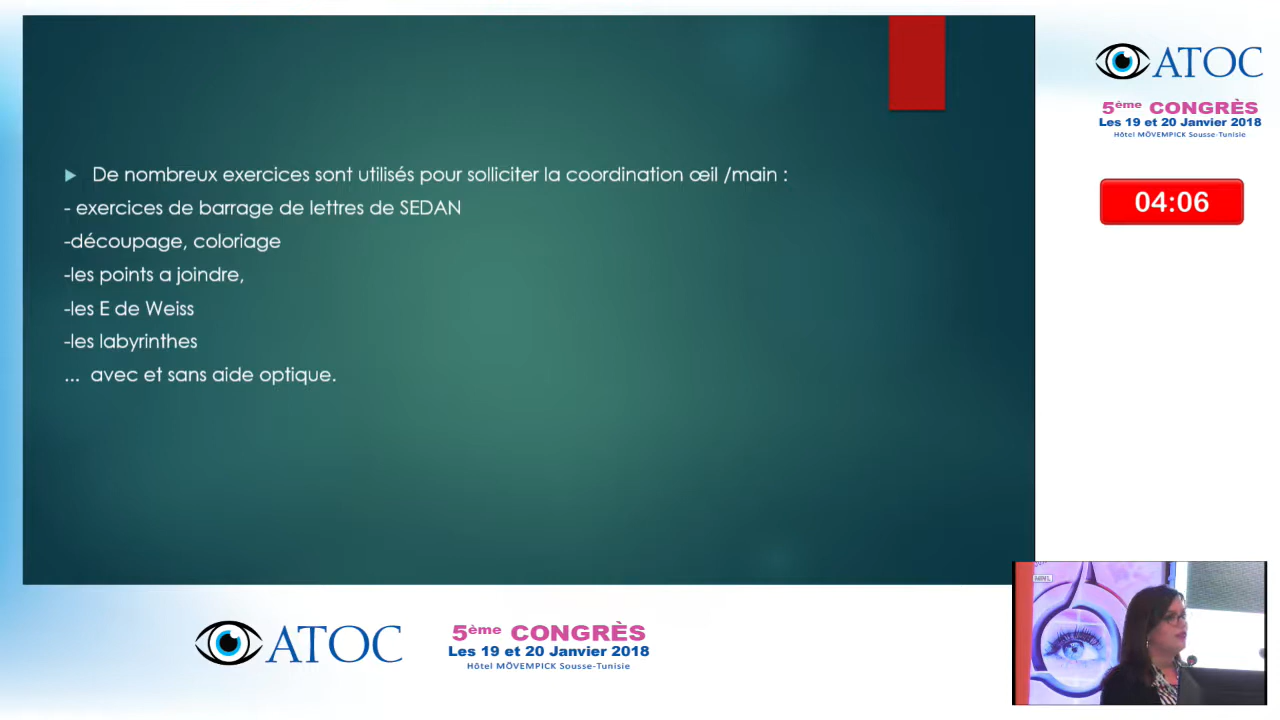 De nombreux exercices sont utilisés pour solliciter la coordination œil /main :
- exercices de barrage de lettres de SEDAN
-découpage, coloriage
-les points a joindre,
-les E de Weiss
-les labyrinthes
... avec et sans aide optique.
ATOC
5ème CONGRÈS
Les 19 et 20 Janvier 2018
Hôtel MÖVEMPICK Sousse-Tunisie
04:06
ATOC
5ème CONGRÈS
Les 19 et 20 Janvier 2018
Hôtel MÖVEMPICK Sousse-Tunisie